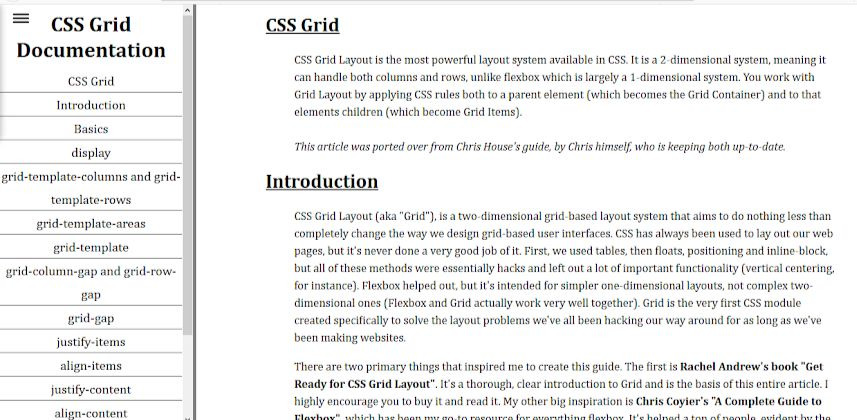 CSS Grid
Documentation
CSS Grid
Introduction
Basics
display
grid-template-columns and grid-
template-rows
grid-template-areas
grid-template
grid-column-gap and grid-row-
gap
grid-gap
justify-items
align-items
justify-content
align-content
CSS Grid
CSS Grid Layout is the most powerful layout system available in CSS. It is a 2-dimensional system, meaning it
can handle both columns and rows, unlike flexbox which is largely a 1-dimensional system. You work with
Grid Layout by applying CSS rules both to a parent element (which becomes the Grid Container) and to that
elements children (which become Grid Items).
This article was ported over from Chris House's guide, by Chris himself, who is keeping both up-to-date.
Introduction
CSS Grid Layout (aka "Grid"), is a two-dimensional grid-based layout system that aims to do nothing less than
completely change the way we design grid-based user interfaces. CSS has always been used to lay out our web
pages, but it's never done a very good job of it. First, we used tables, then floats, positioning and inline-block,
but all of these methods were essentially hacks and left out a lot of important functionality (vertical centering,
for instance). Flexbox helped out, but it's intended for simpler one-dimensional layouts, not complex two-
dimensional ones (Flexbox and Grid actually work very well together). Grid is the very first CSS module
created specifically to solve the layout problems we've all been hacking our way around for as long as we've
been making websites.
There are two primary things that inspired me to create this guide. The first is Rachel Andrew's book "Get
Ready for CSS Grid Layout". It's a thorough, clear introduction to Grid and is the basis of this entire article. I
highly encourage you to buy it and read it. My other big inspiration is Chris Coyier's "A Complete Guide to
Flexbox", which has been my go-to resource for everything flexbox. It's helped a ton of people, evident by the